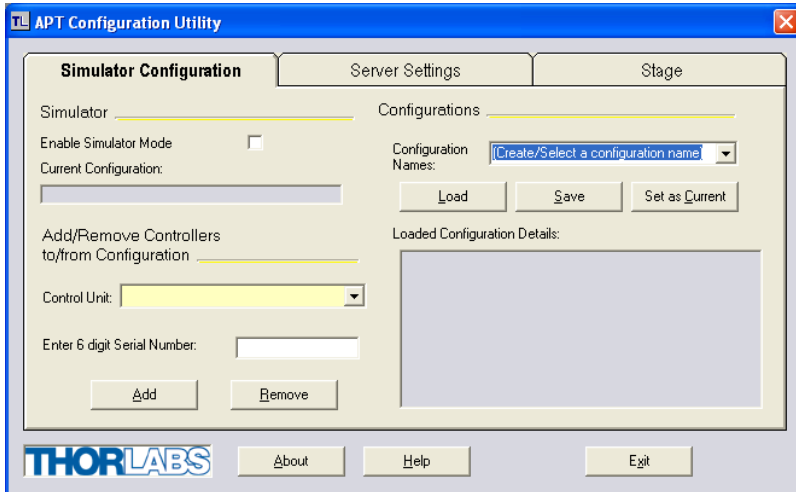 TL APT Configuration Utility
Simulator Configuration
Server Settings
Stage
Simulator
Enable Simulator Mode
Current Configuration:
Add/Remove Controllers
to/from Configuration
Control Unit:
Enter 6 digit Serial Number:
Add
Remove
Configurations
Configuration
Names:
(Create/Select a configuration name)
Load
Save
Set as Current
Loaded Configuration Details:
THORLABS
About
Help
Exit